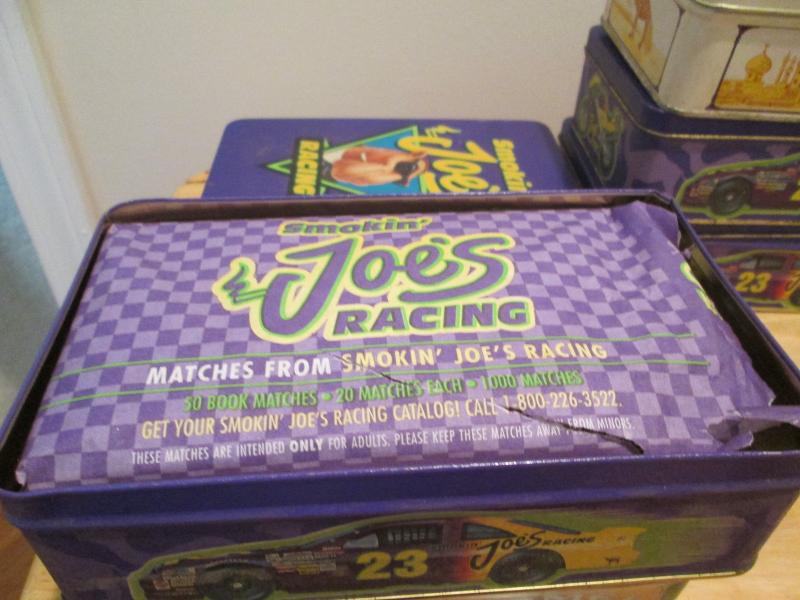 Smokin'
Joe's
RACING
Smokin'
Joe's
RACING
MATCHES FROM SMOKIN' JOE'S RACING
50 BOOK MATCHES • 20 MATCHES EACH • 1000 MATCHES
GET YOUR SMOKIN' JOE'S RACING CATALOG! CALL 1-800-226-3522.
THESE MATCHES ARE INTENDED ONLY FOR ADULTS. PLEASE KEEP THESE MATCHES AWAY FROM MINORS.
23
23
Joe's RACING